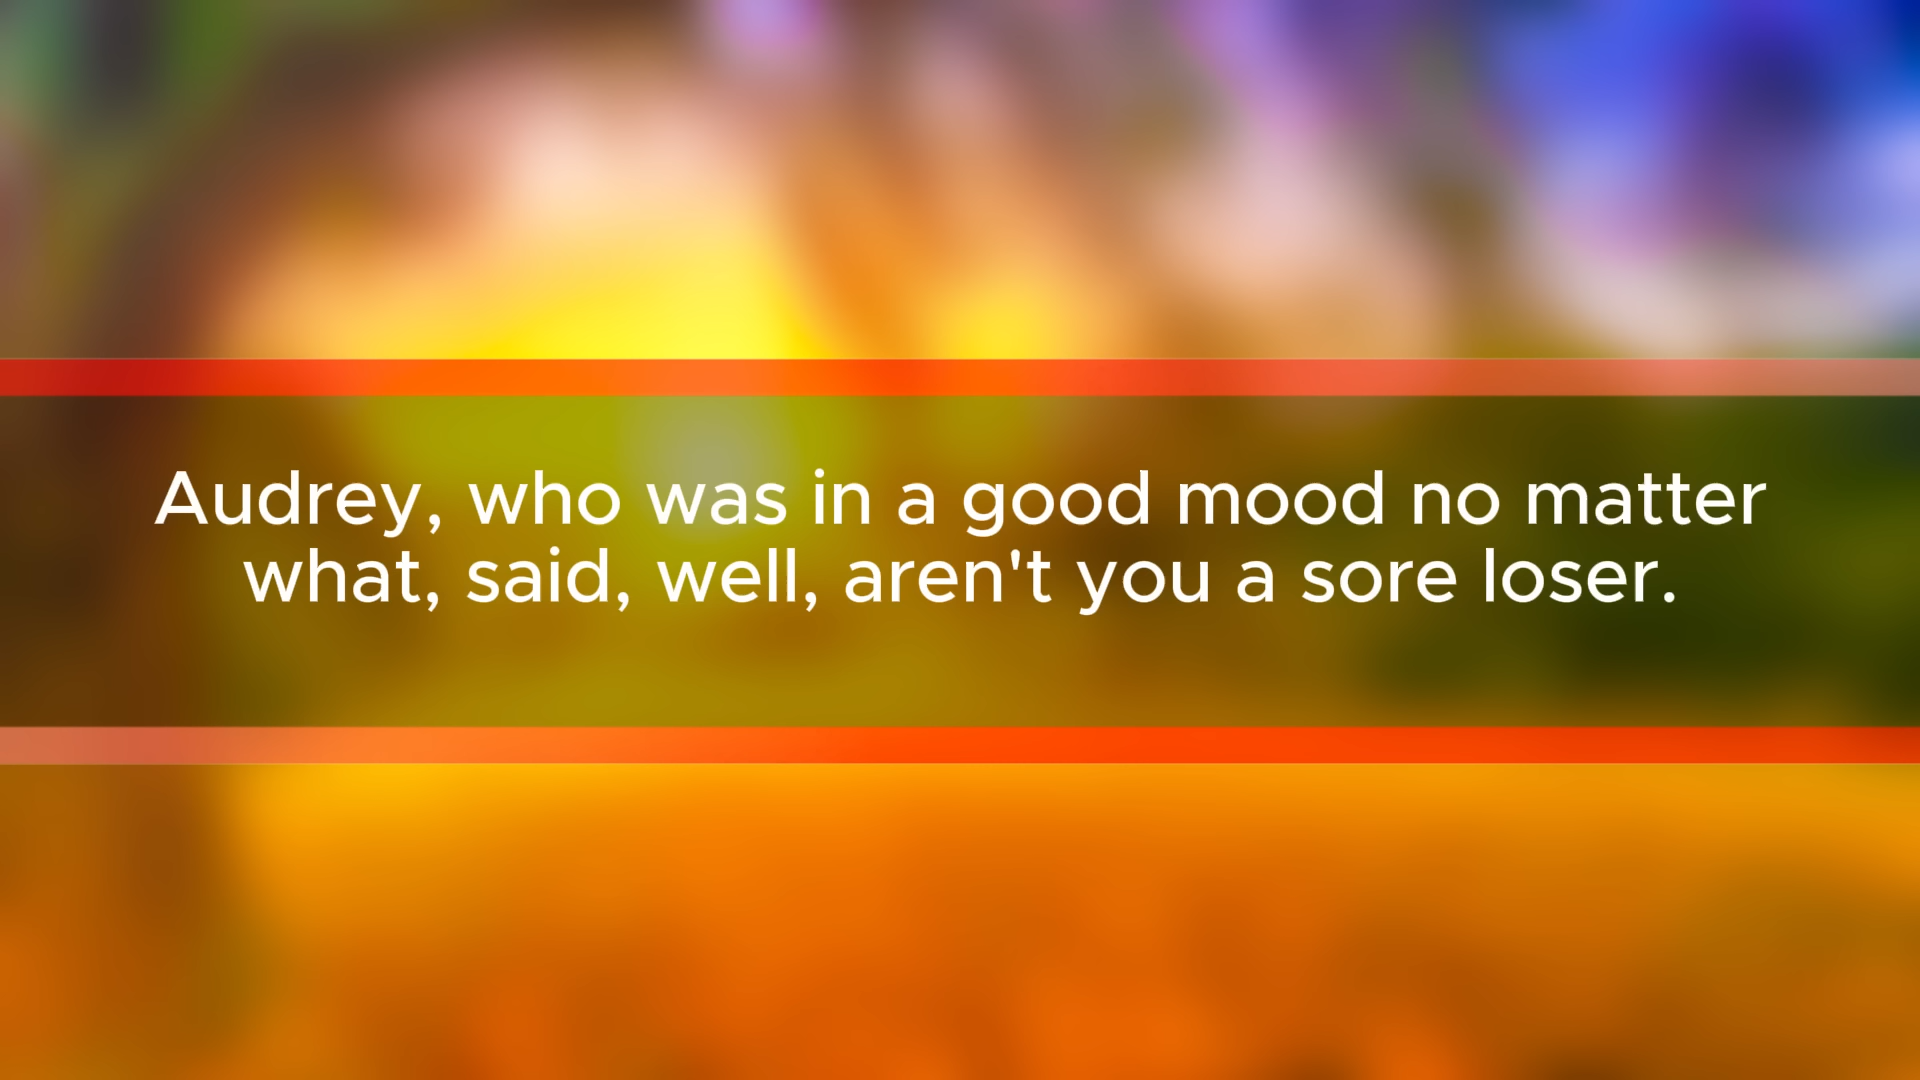 Audrey, who was in a good mood no matter
what, said, well, aren't you a sore loser.